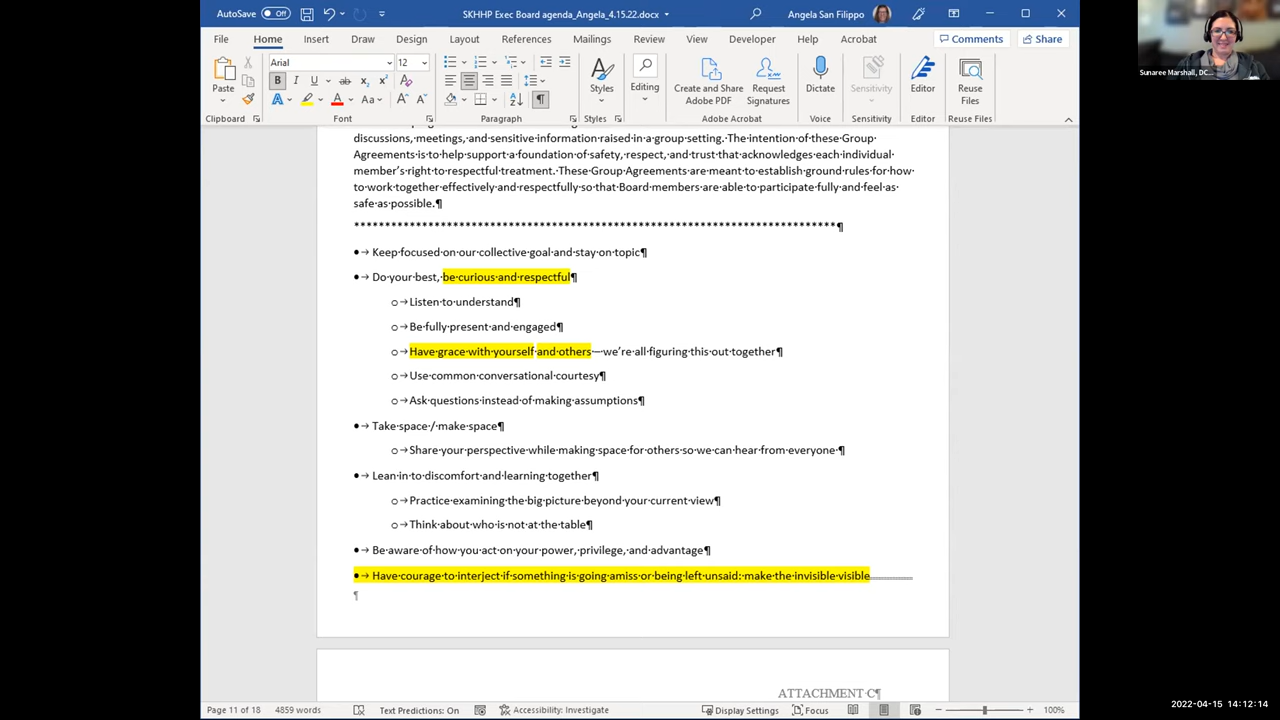 AutoSave Off SKHHP Exec Board agenda_Angela_4.15.22.docx Angela San Filippo
File Home Insert Draw Design Layout References Mailings Review View Developer Help Acrobat Comments Share
Arial 12
Paste Styles Editing Create and Share Adobe PDF Request Signatures Dictate Sensitivity Editor Reuse Files
Clipboard Font Paragraph Styles Adobe Acrobat Voice Sensitivity Editor Reuse Files
discussions, meetings, and sensitive information raised in a group setting. The intention of these Group
Agreements is to help support a foundation of safety, respect, and trust that acknowledges each individual
member's right to respectful treatment. These Group Agreements are meant to establish ground rules for how
to work together effectively and respectfully so that Board members are able to participate fully and feel as
safe as possible.¶
******************************************************************************¶
• Keep focused on our collective goal and stay on topic¶
• Do your best, be curious and respectful¶
o Listen to understand¶
o Be fully present and engaged¶
o Have grace with yourself and others – we're all figuring this out together¶
o Use common conversational courtesy¶
o Ask questions instead of making assumptions¶
• Take space / make space¶
o Share your perspective while making space for others so we can hear from everyone ¶
• Lean in to discomfort and learning together¶
o Practice examining the big picture beyond your current view¶
o Think about who is not at the table¶
• Be aware of how you act on your power, privilege, and advantage¶
• Have courage to interject if something is going amiss or being left unsaid: make the invisible visible
¶
ATTACHMENT C¶
Page 11 of 18 4859 words Text Predictions: On Accessibility: Investigate Display Settings Focus 100%
Sunaree Marshall, DC...
2022-04-15 14:12:14